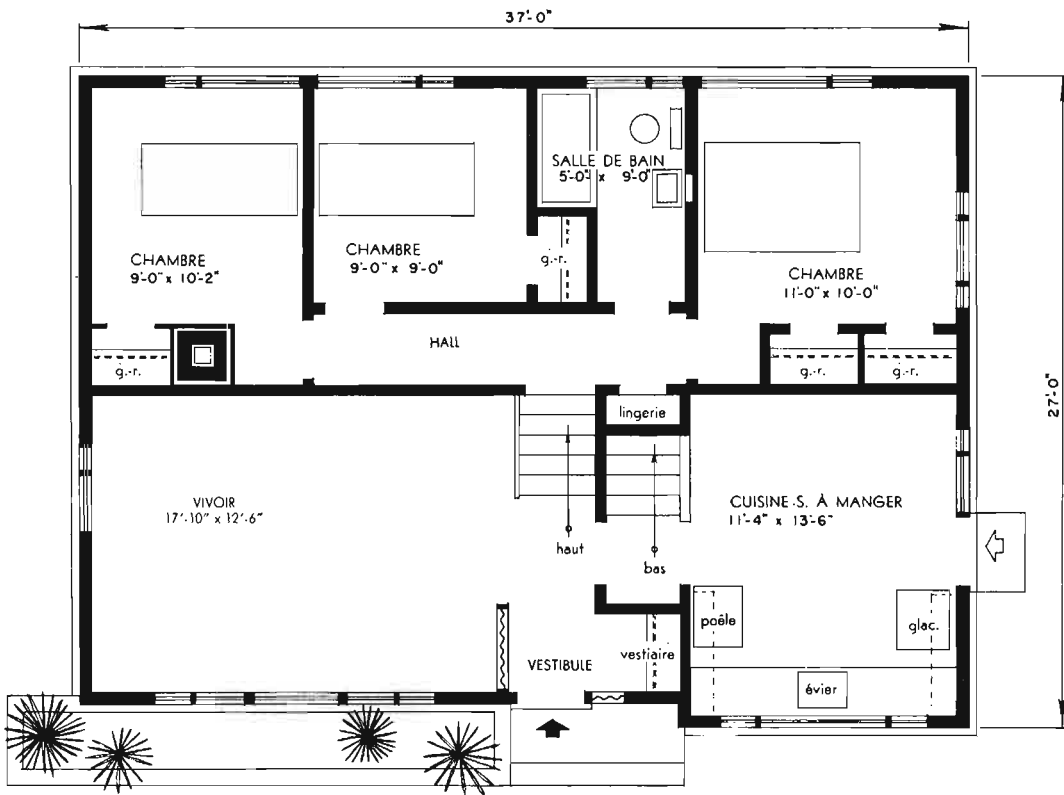 37'-0"
SALLE DE BAIN
5'-0" x 9'-0"
CHAMBRE
9'-0" x 10'-2"
CHAMBRE
9'-0" x 9'-0"
g.-r.
CHAMBRE
11'-0" x 10'-0"
HALL
g.-r.
g.-r.
g.-r.
27'-0"
lingerie
VIVOIR
17'-10" x 12'-6"
CUISINE-S. À MANGER
11'-4" x 13'-6"
haut
bas
poêle
glac.
VESTIBULE
vestiaire
évier